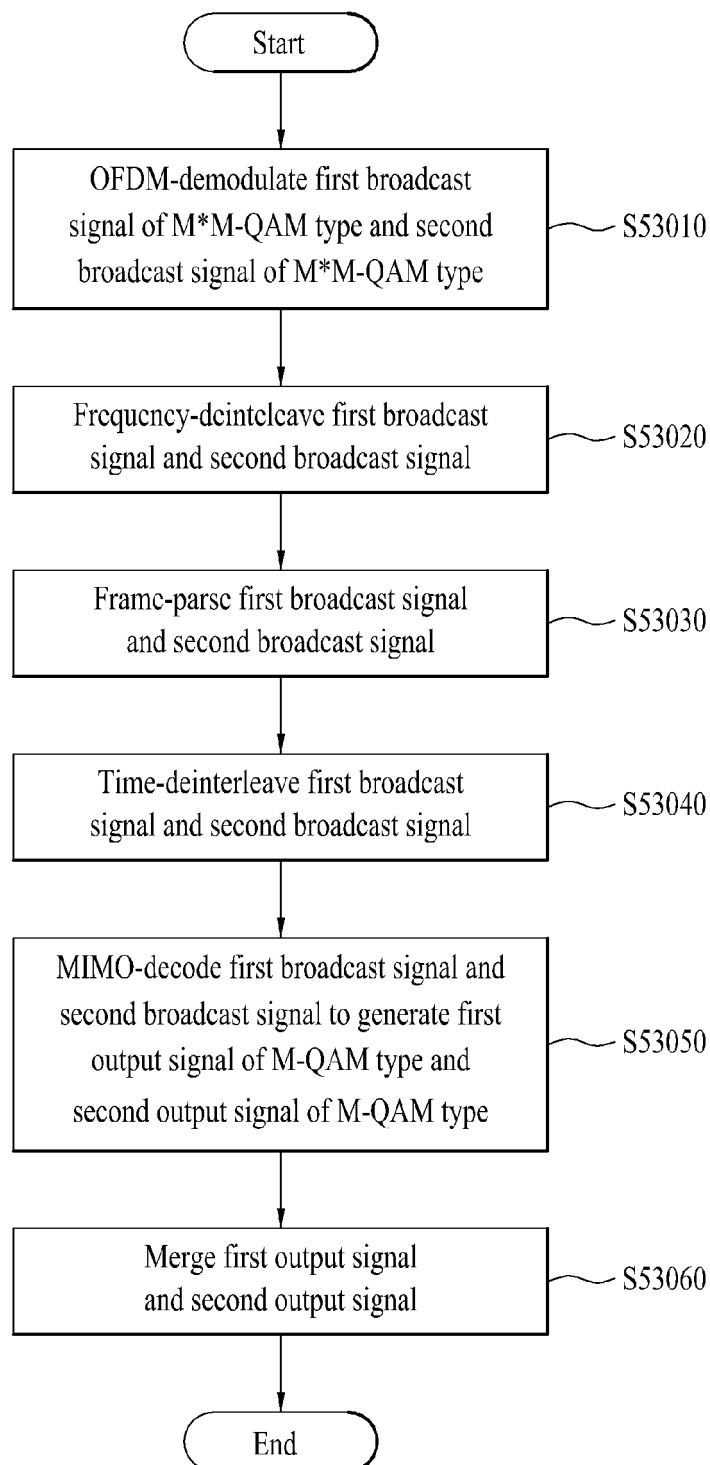 Start
OFDM-demodulate first broadcast
signal of M*M-QAM type and second
broadcast signal of M*M-QAM type
S53010
Frequency-deinteleave first broadcast
signal and second broadcast signal
S53020
Frame-parse first broadcast signal
and second broadcast signal
S53030
Time-deinterleave first broadcast
signal and second broadcast signal
S53040
MIMO-decode first broadcast signal and
second broadcast signal to generate first
output signal of M-QAM type and
second output signal of M-QAM type
S53050
Merge first output signal
and second output signal
S53060
End